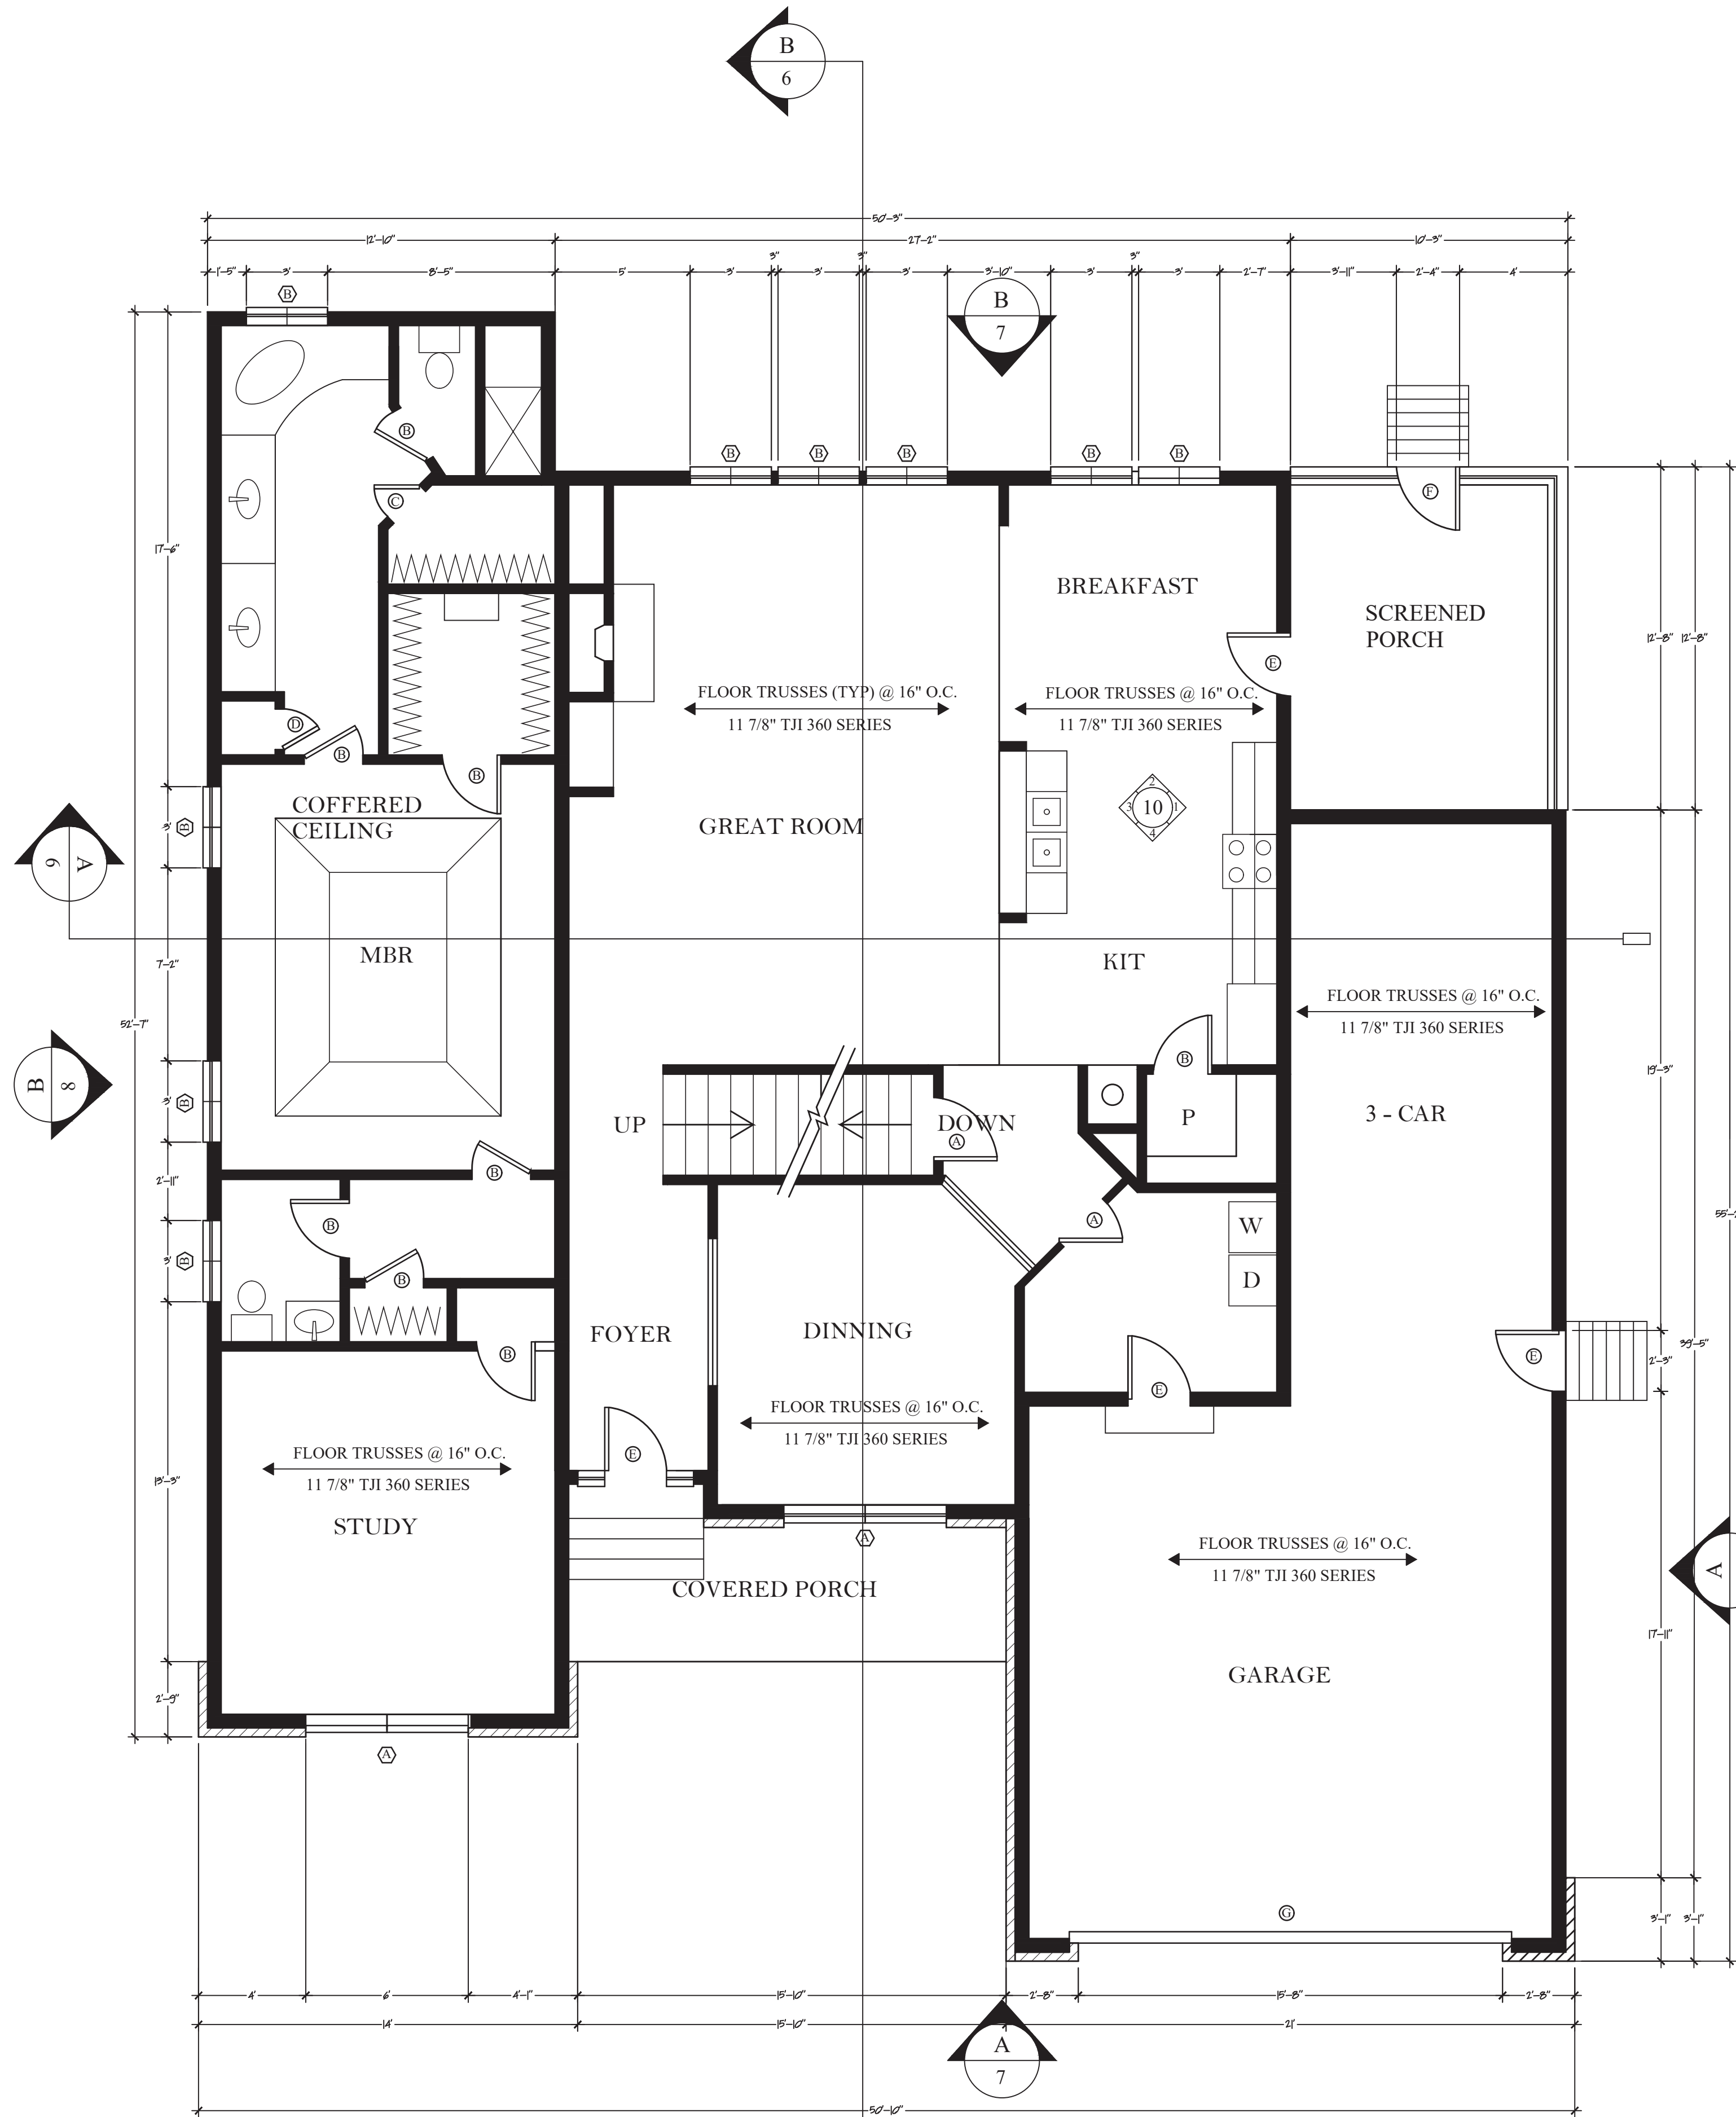 B
6
50'-3"
12'-10"
27'-2"
10'-3"
3"
3"
3"
1'-5"
3'
8'-5"
5'
3'
3'
3'
3'-10"
3'
3'
2'-7"
3'-11"
2'-4"
4'
B
B
7
B
B
B
B
B
B
C
F
17'-6"
BREAKFAST
SCREENED
PORCH
12'-8"
12'-8"
E
FLOOR TRUSSES (TYP) @ 16" O.C.
11 7/8" TJI 360 SERIES
FLOOR TRUSSES @ 16" O.C.
11 7/8" TJI 360 SERIES
D
B
B
COFFERED
CEILING
3'
B
GREAT ROOM
2
3
10
1
4
A
6
MBR
7'-2"
KIT
FLOOR TRUSSES @ 16" O.C.
11 7/8" TJI 360 SERIES
52'-7"
B
8
3'
B
B
19'-3"
UP
DOWN
A
P
3 - CAR
B
2'-11"
B
A
W
55'-
3'
B
B
D
FOYER
DINNING
B
E
39'-5"
2'-3"
E
FLOOR TRUSSES @ 16" O.C.
11 7/8" TJI 360 SERIES
E
FLOOR TRUSSES @ 16" O.C.
11 7/8" TJI 360 SERIES
13'-3"
STUDY
A
FLOOR TRUSSES @ 16" O.C.
11 7/8" TJI 360 SERIES
A
COVERED PORCH
17'-11"
GARAGE
2'-9"
A
G
3'-1"
3'-1"
4'
6'
4'-1"
15'-10"
2'-8"
15'-8"
2'-8"
14'
15'-10"
21'
A
7
50'-10"